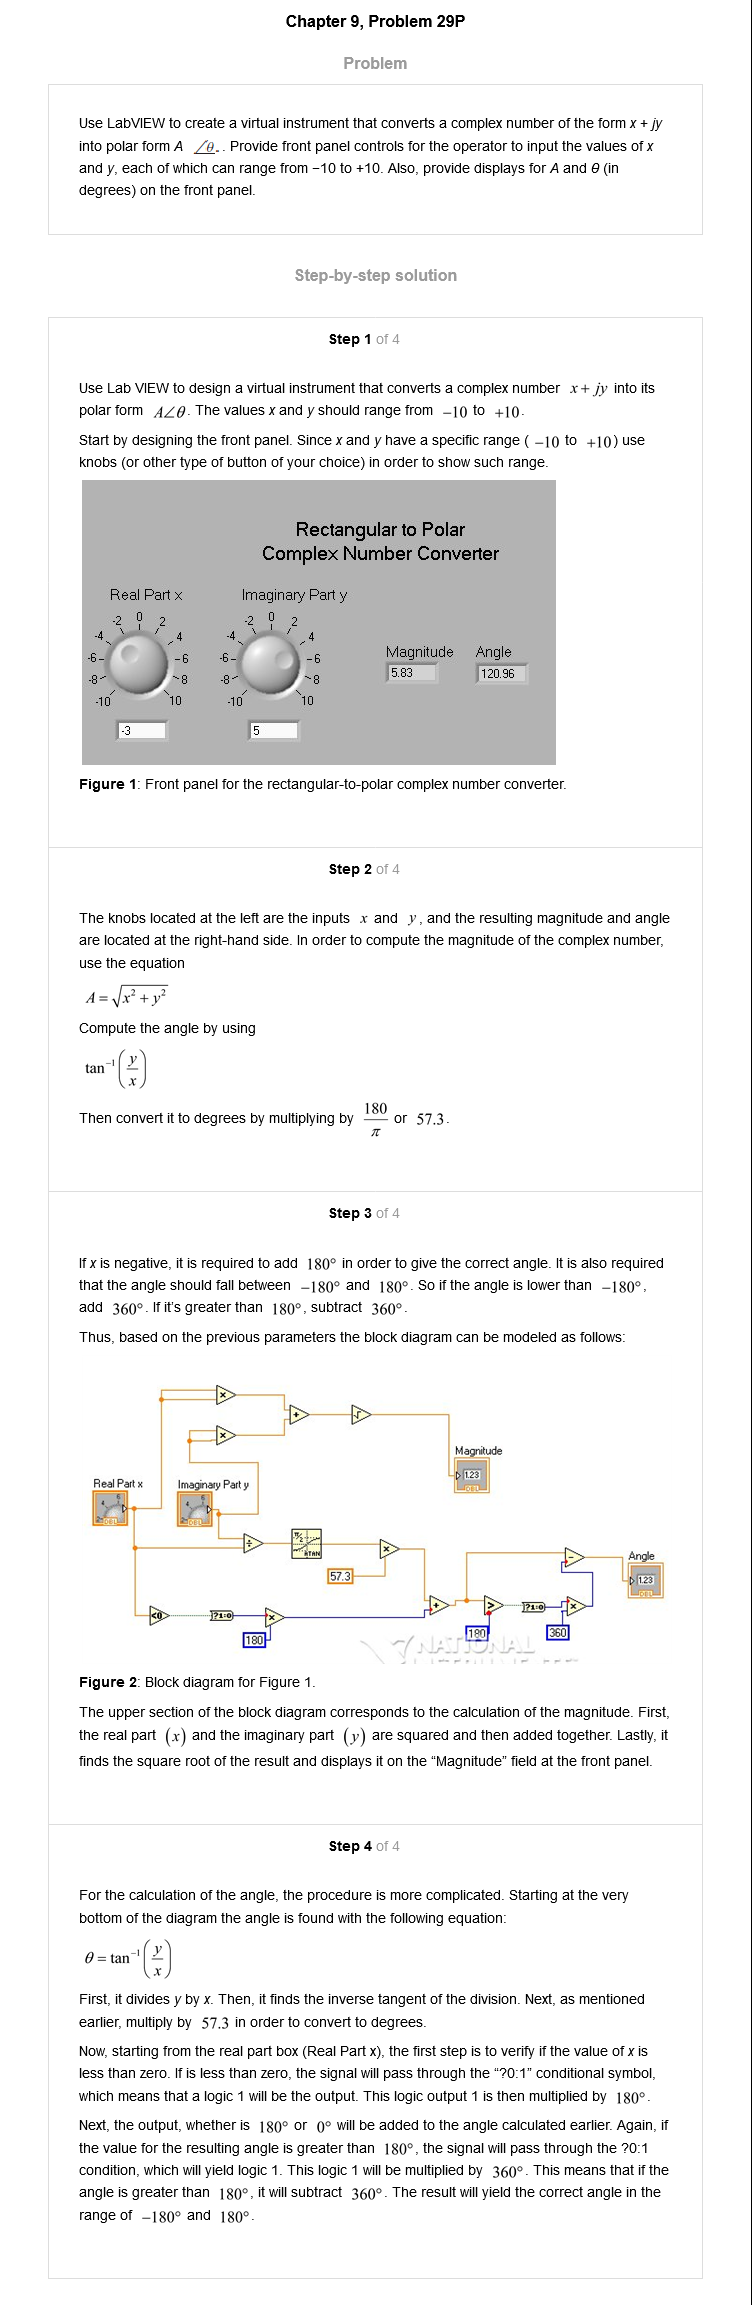 Chapter 9, Problem 29P
Problem
Use LabVIEW to create a virtual instrument that converts a complex number of the form x + jy
into polar form A ∠θ. . Provide front panel controls for the operator to input the values of x
and y, each of which can range from −10 to +10. Also, provide displays for A and θ (in
degrees) on the front panel.
Step-by-step solution
Step 1 of 4
Use Lab VIEW to design a virtual instrument that converts a complex number x + jy into its
polar form A∠θ. The values x and y should range from −10 to +10.
Start by designing the front panel. Since x and y have a specific range ( −10 to +10) use
knobs (or other type of button of your choice) in order to show such range.
Rectangular to Polar
Complex Number Converter
Real Part x
Imaginary Part y
-10 -8 -6 -4 -2 0 2 4 6 8 10
-10 -8 -6 -4 -2 0 2 4 6 8 10
Magnitude Angle
5.83 120.96
-3
5
Figure 1: Front panel for the rectangular-to-polar complex number converter.
Step 2 of 4
The knobs located at the left are the inputs x and y, and the resulting magnitude and angle
are located at the right-hand side. In order to compute the magnitude of the complex number,
use the equation
A = √(x² + y²)
Compute the angle by using
tan⁻¹(y/x)
Then convert it to degrees by multiplying by 180/π or 57.3.
Step 3 of 4
If x is negative, it is required to add 180° in order to give the correct angle. It is also required
that the angle should fall between −180° and 180°. So if the angle is lower than −180°,
add 360°. If it's greater than 180°, subtract 360°.
Thus, based on the previous parameters the block diagram can be modeled as follows:
x
+
√
x
Magnitude
1.23
DBL
Real Part x
Imaginary Part y
DBL
DBL
÷
ATAN
x
57.3
-
Angle
1.23
DBL
<0
?1:0
x
180
+
>
180
?1:0
x
360
NATIONAL
Figure 2: Block diagram for Figure 1.
The upper section of the block diagram corresponds to the calculation of the magnitude. First,
the real part (x) and the imaginary part (y) are squared and then added together. Lastly, it
finds the square root of the result and displays it on the “Magnitude” field at the front panel.
Step 4 of 4
For the calculation of the angle, the procedure is more complicated. Starting at the very
bottom of the diagram the angle is found with the following equation:
θ = tan⁻¹(y/x)
First, it divides y by x. Then, it finds the inverse tangent of the division. Next, as mentioned
earlier, multiply by 57.3 in order to convert to degrees.
Now, starting from the real part box (Real Part x), the first step is to verify if the value of x is
less than zero. If is less than zero, the signal will pass through the “?0:1” conditional symbol,
which means that a logic 1 will be the output. This logic output 1 is then multiplied by 180°.
Next, the output, whether is 180° or 0° will be added to the angle calculated earlier. Again, if
the value for the resulting angle is greater than 180°, the signal will pass through the ?0:1
condition, which will yield logic 1. This logic 1 will be multiplied by 360°. This means that if the
angle is greater than 180°, it will subtract 360°. The result will yield the correct angle in the
range of −180° and 180°.